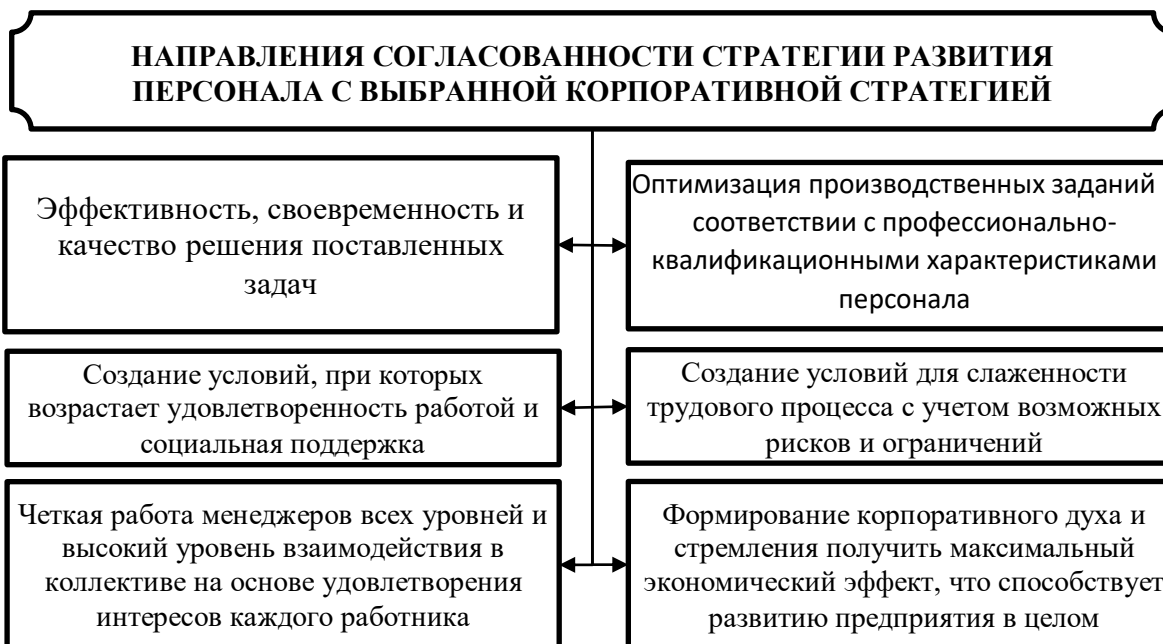 НАПРАВЛЕНИЯ СОГЛАСОВАННОСТИ СТРАТЕГИИ РАЗВИТИЯ
ПЕРСОНАЛА С ВЫБРАННОЙ КОРПОРАТИВНОЙ СТРАТЕГИЕЙ
Эффективность, своевременность и
качество решения поставленных
задач
Оптимизация производственных заданий
соответствии с профессионально-
квалификационными характеристиками
персонала
Создание условий, при которых
возрастает удовлетворенность работой и
социальная поддержка
Создание условий для слаженности
трудового процесса с учетом возможных
рисков и ограничений
Четкая работа менеджеров всех уровней и
высокий уровень взаимодействия в
коллективе на основе удовлетворения
интересов каждого работника
Формирование корпоративного духа и
стремления получить максимальный
экономический эффект, что способствует
развитию предприятия в целом